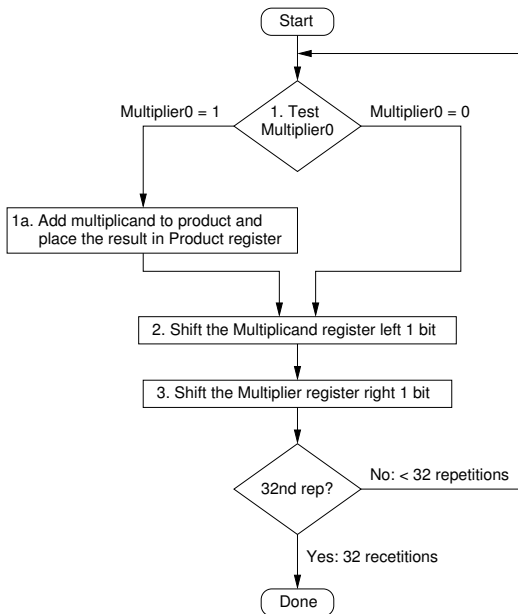 Start
1. Test
Multiplier0
Multiplier0 = 1
Multiplier0 = 0
1a. Add multiplicand to product and
place the result in Product register
2. Shift the Multiplicand register left 1 bit
3. Shift the Multiplier register right 1 bit
32nd rep?
No: < 32 repetitions
Yes: 32 recetitions
Done